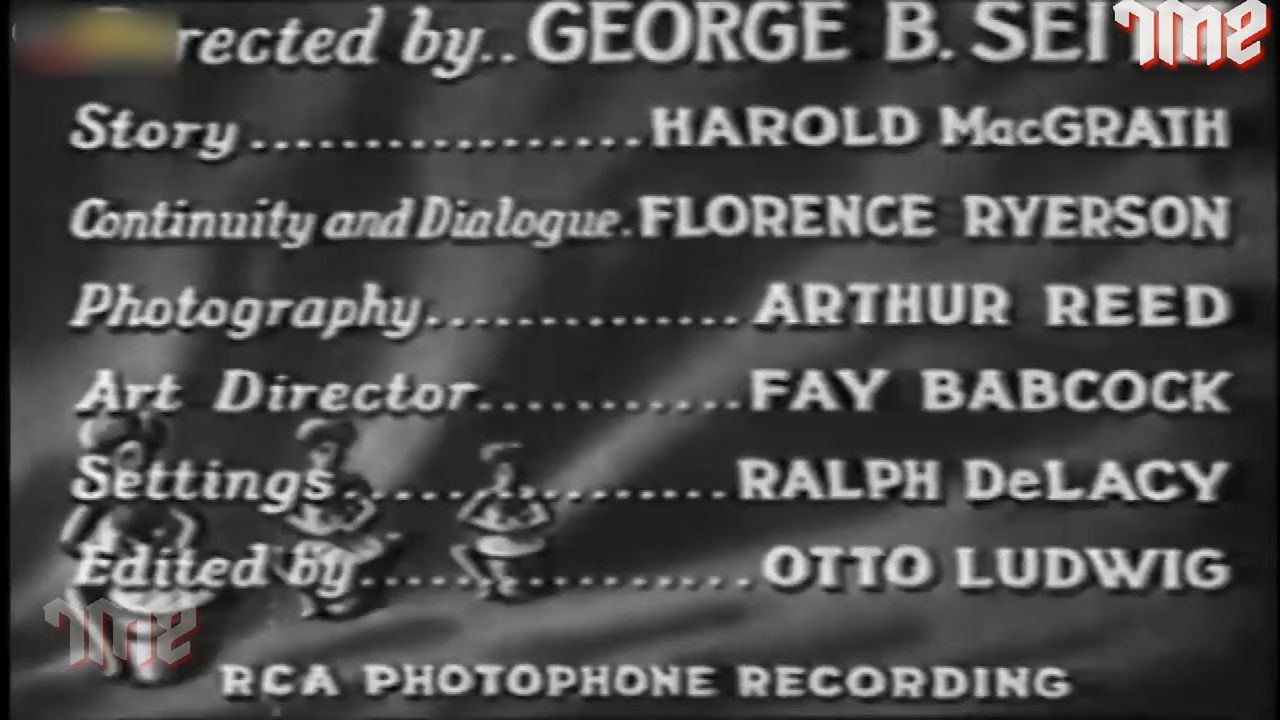 rected by.. GEORGE B.
Story ................. HAROLD MacGRATH
Continuity and Dialogue. FLORENCE RYERSON
Photography.............. ARTHUR REED
Art Director............ FAY BABCOCK
Settings................. RALPH DeLACY
Edited by.................. OTTO LUDWIG
RCA PHOTOPHONE RECORDING